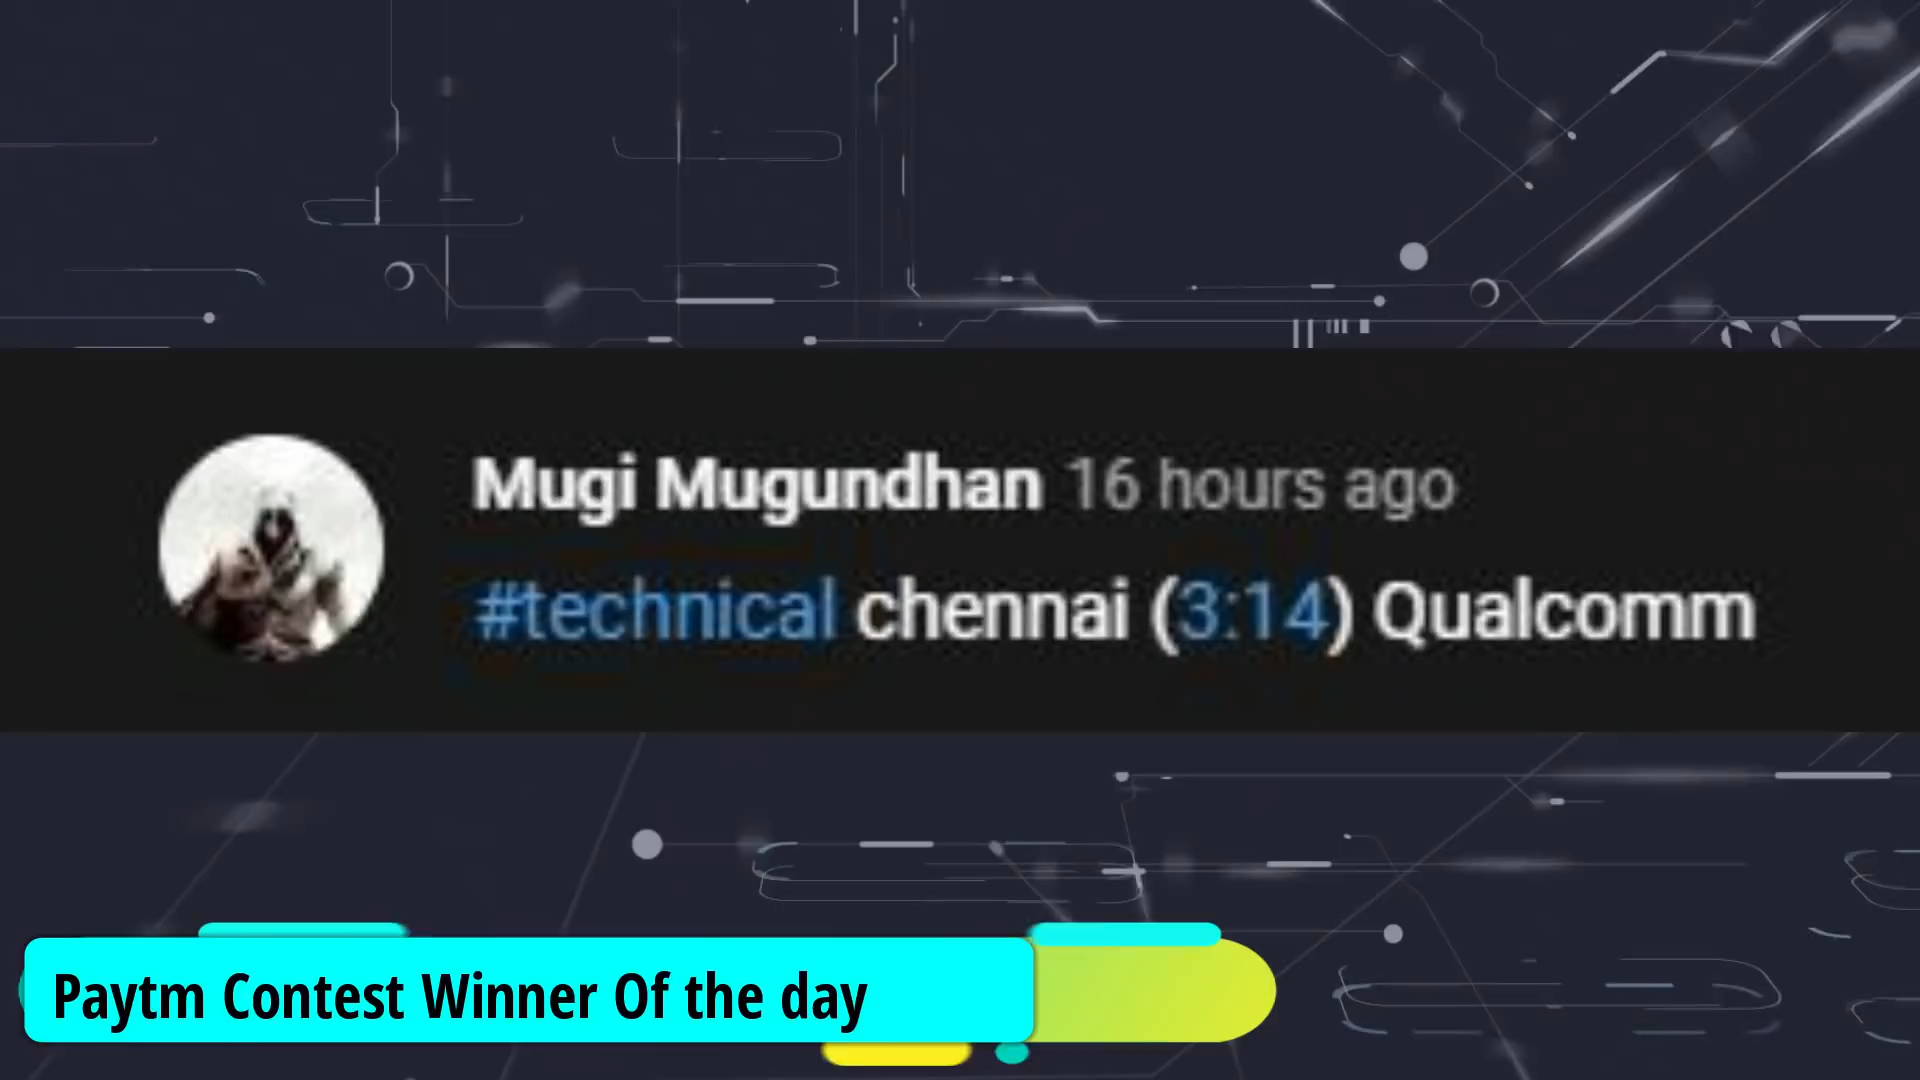 Mugi Mugundhan 16 hours ago
#technical chennai (3:14) Qualcomm
Paytm Contest Winner Of the day